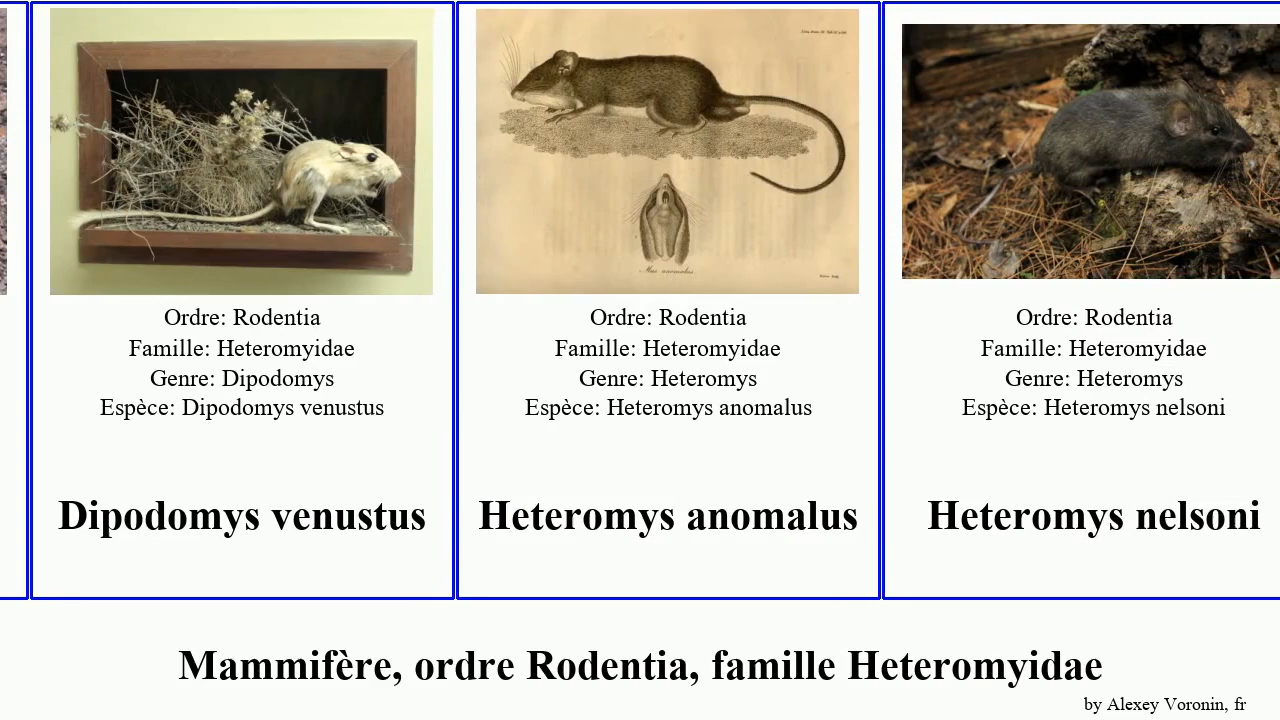 Ordre: Rodentia
Famille: Heteromyidae
Genre: Dipodomys
Espèce: Dipodomys venustus
Dipodomys venustus
Mus anomalus
Ordre: Rodentia
Famille: Heteromyidae
Genre: Heteromys
Espèce: Heteromys anomalus
Heteromys anomalus
Ordre: Rodentia
Famille: Heteromyidae
Genre: Heteromys
Espèce: Heteromys nelsoni
Heteromys nelsoni
Mammifère, ordre Rodentia, famille Heteromyidae
by Alexey Voronin, fr